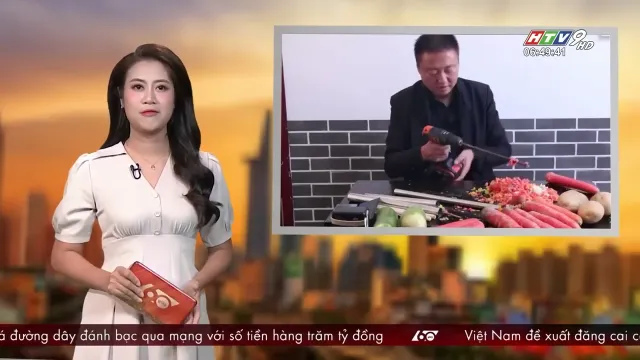 HTV9 HD
06:49:41
60
á đường dây đánh bạc qua mạng với số tiền hàng trăm tỷ đồng 60 Việt Nam đề xuất đăng cai c